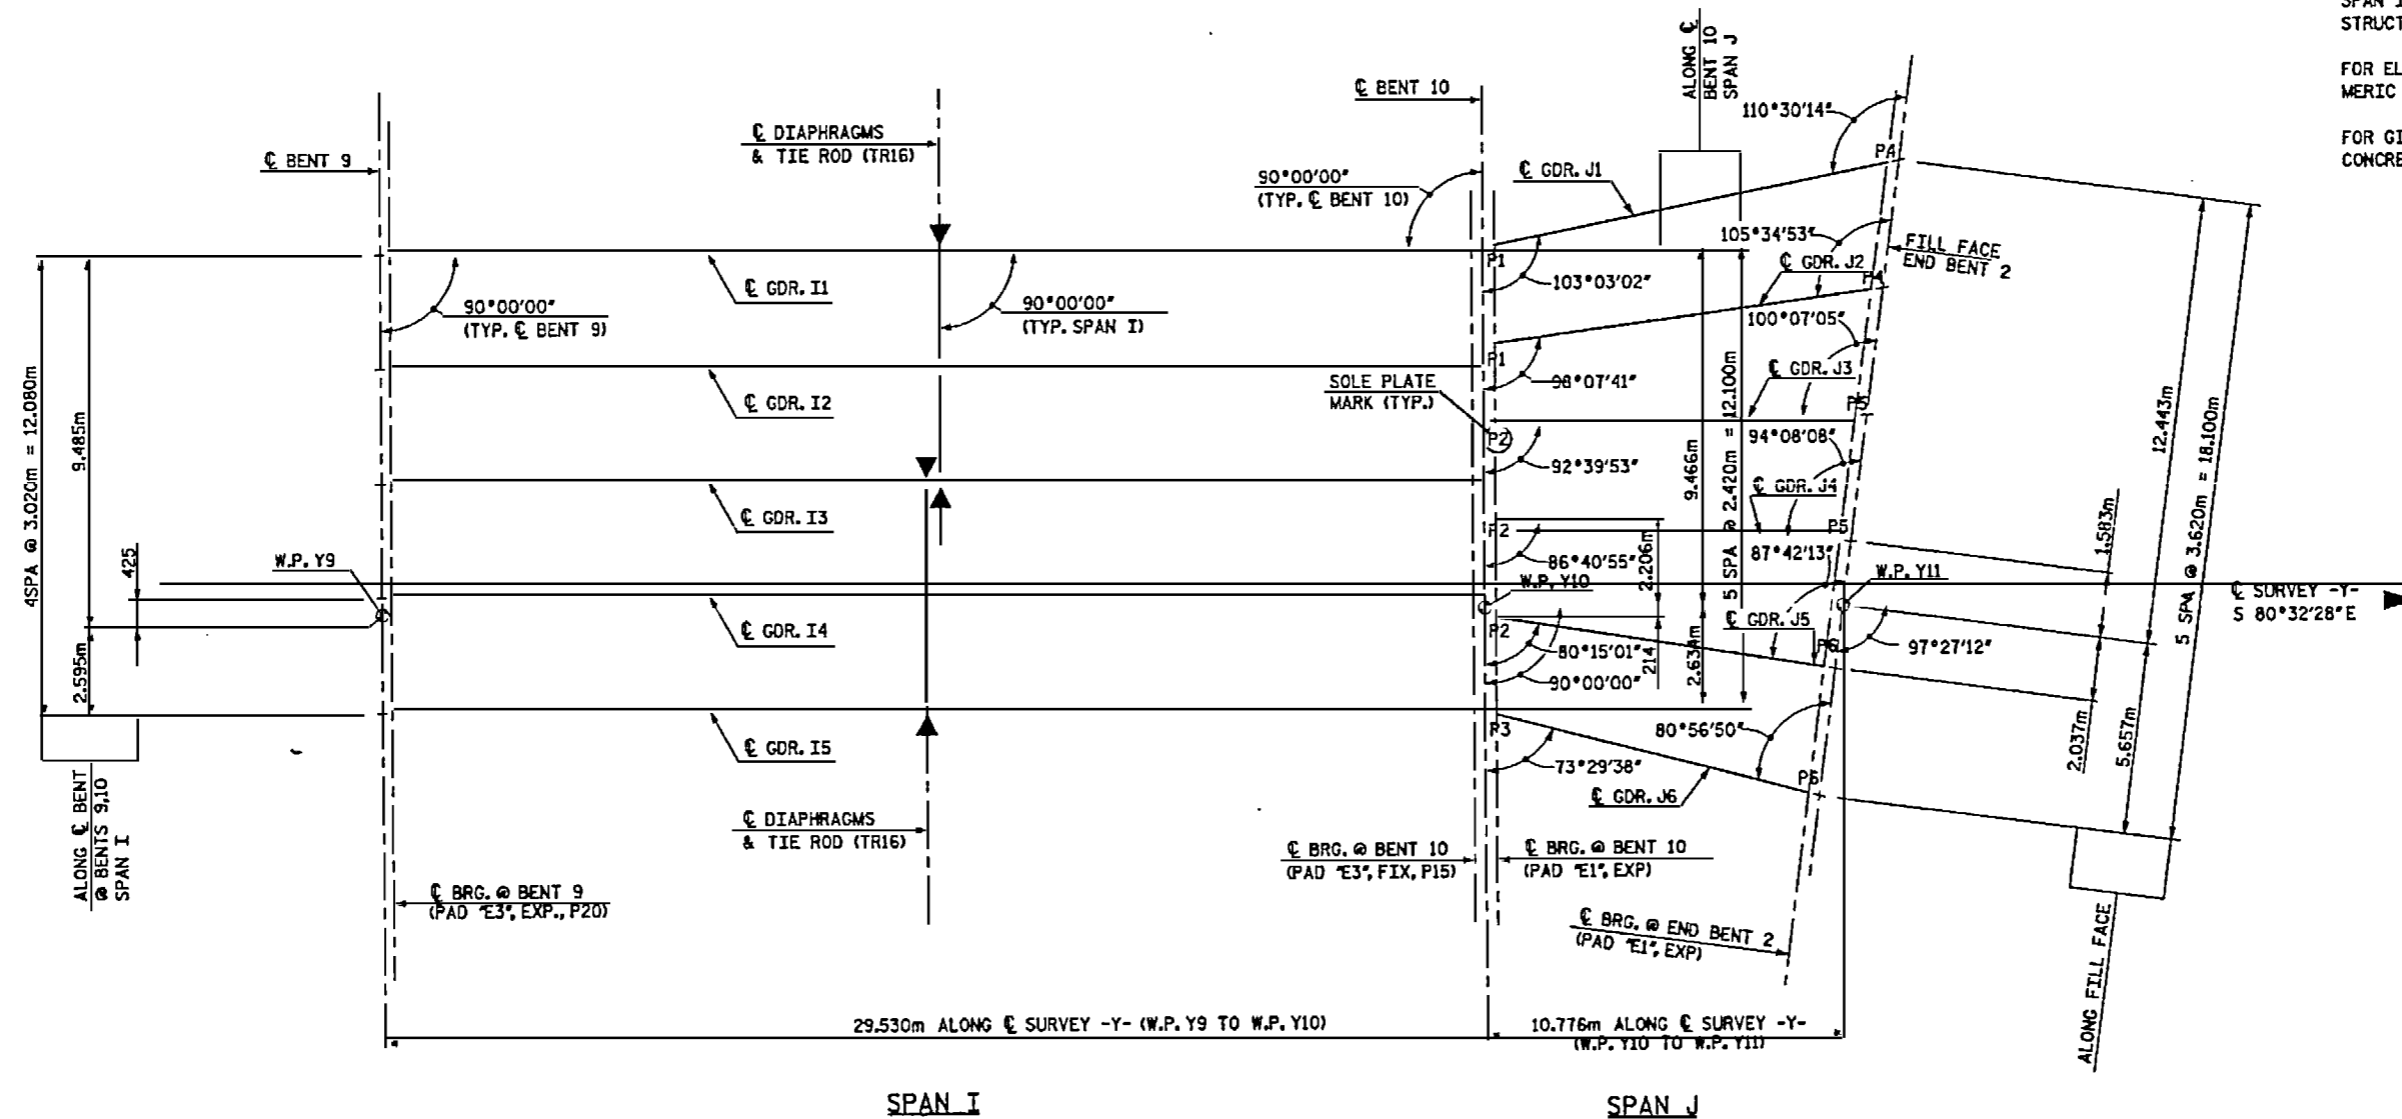 SPAN I
STRUCT
FOR EL
MERIC
FOR GI
CONCRE
℄ BENT 9
℄ DIAPHRAGMS
& TIE ROD (TR16)
℄ BENT 10
90°00'00"
(TYP. ℄ BENT 10)
ALONG ℄
BENT 10
SPAN J
℄ GDR. J1
110°30'14"
P4
105°34'53"
FILL FACE
END BENT 2
℄ GDR. J2
P4
P1
103°03'02"
℄ GDR. I1
90°00'00"
(TYP. ℄ BENT 9)
90°00'00"
(TYP. SPAN I)
100°07'05"
P1
98°07'41"
℄ GDR. J3
SOLE PLATE
MARK (TYP.)
℄ GDR. I2
P5
P2
94°08'08"
92°39'53"
4SPA @ 3.020m = 12.080m
9.485m
9.466m
5 SPA @ 2.420m = 12.100m
12.443m
5 SPA @ 3.620m = 18.100m
℄ GDR. J4
℄ GDR. I3
P2
P5
87°42'13"
86°40'55"
2.206m
1.583m
425
W.P. Y9
W.P. Y10
W.P. Y11
℄ SURVEY -Y-
S 80°32'28" E
℄ GDR. I4
P2
℄ GDR. J5
P6
97°27'12"
80°15'01"
90°00'00"
214
2.634m
2.595m
2.037m
5.657m
P3
80°56'50"
℄ GDR. I5
73°29'38"
P6
℄ GDR. J6
ALONG ℄ BENT
@ BENTS 9,10
SPAN I
℄ DIAPHRAGMS
& TIE ROD (TR16)
℄ BRG. @ BENT 10
(PAD "E3", FIX, P15)
℄ BRG. @ BENT 10
(PAD "E1", EXP)
℄ BRG. @ BENT 9
(PAD "E3", EXP., P20)
℄ BRG. @ END BENT 2
(PAD "E1", EXP)
ALONG FILL FACE
29.530m ALONG ℄ SURVEY -Y- (W.P. Y9 TO W.P. Y10)
10.776m ALONG ℄ SURVEY -Y-
(W.P. Y10 TO W.P. Y11)
SPAN I
SPAN J